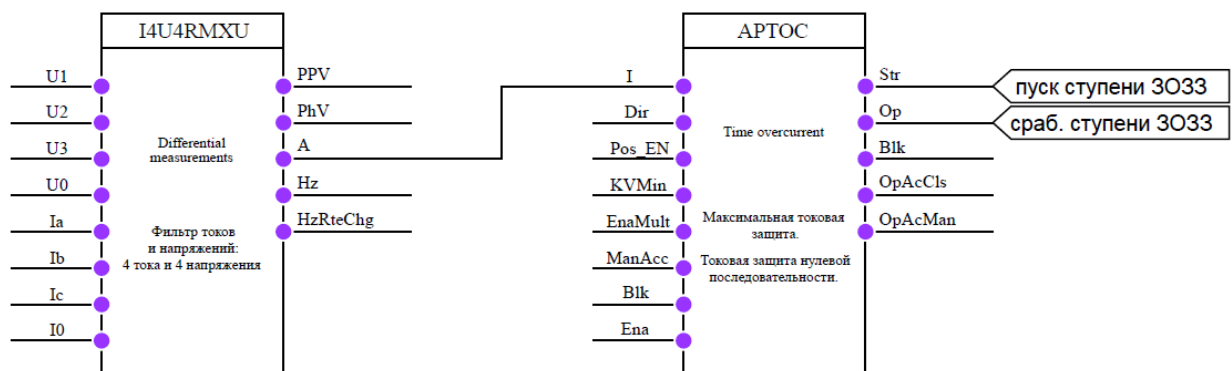 I4U4RMXU
U1
U2
U3
U0
Ia
Ib
Ic
I0
Differential
measurements
Фильтр токов
и напряжений:
4 тока и 4 напряжения
PPV
PhV
A
Hz
HzRteChg
APTOC
I
Dir
Pos_EN
KVMin
EnaMult
ManAcc
Blk
Ena
Time overcurrent
Максимальная токовая
защита.
Токовая защита нулевой
последовательности.
Str
Op
Blk
OpAcCls
OpAcMan
пуск ступени ЗОЗЗ
сраб. ступени ЗОЗЗ